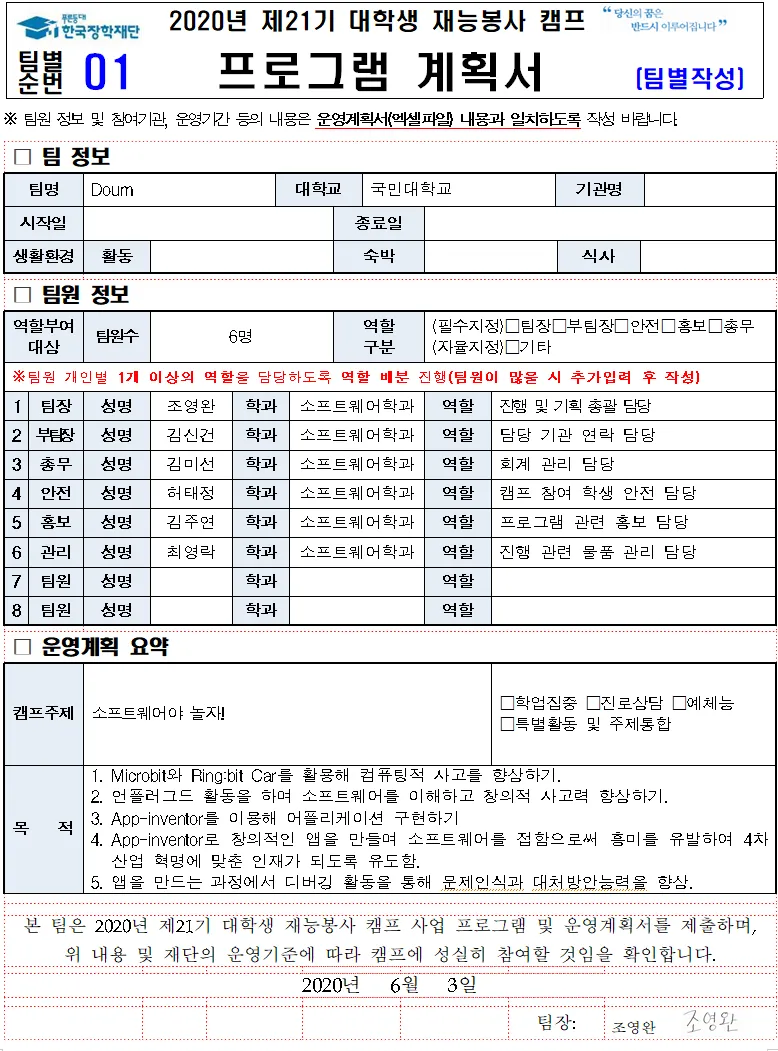 푸른등대
한국장학재단
2020년 제21기 대학생 재능봉사 캠프
“ 당신의 꿈은
반드시 이루어집니다 ”
팀별
순번 01 프로그램 계획서 (팀별작성)
※ 팀원 정보 및 참여기관, 운영기간 등의 내용은 운영계획서(엑셀파일) 내용과 일치하도록 작성 바랍니다.
□ 팀 정보
팀명 Doum 대학교 국민대학교 기관명
시작일 종료일
생활환경 활동 숙박 식사
□ 팀원 정보
역할부여 대상 팀원수 6명 역할 구분 (필수지정)□팀장□부팀장□안전□홍보□총무
(자율지정)□기타
※팀원 개인별 1개 이상의 역할을 담당하도록 역할 배분 진행(팀원이 많을 시 추가입력 후 작성)
1 팀장 성명 조영완 학과 소프트웨어학과 역할 진행 및 기획 총괄 담당
2 부팀장 성명 김신건 학과 소프트웨어학과 역할 담당 기관 연락 담당
3 총무 성명 김미선 학과 소프트웨어학과 역할 회계 관리 담당
4 안전 성명 허태정 학과 소프트웨어학과 역할 캠프 참여 학생 안전 담당
5 홍보 성명 김주연 학과 소프트웨어학과 역할 프로그램 관련 홍보 담당
6 관리 성명 최영락 학과 소프트웨어학과 역할 진행 관련 물품 관리 담당
7 팀원 성명 학과 역할
8 팀원 성명 학과 역할
□ 운영계획 요약
캠프주제 소프트웨어야 놀자! □학업집중 □진로상담 □예체능
□특별활동 및 주제통합
목 적
1. Microbit와 Ring:bit Car를 활용해 컴퓨팅적 사고를 향상하기.
2. 언플러그드 활동을 하며 소프트웨어를 이해하고 창의적 사고력 향상하기.
3. App-inventor를 이용해 어플리케이션 구현하기
4. App-inventor로 창의적인 앱을 만들며 소프트웨어를 접함으로써 흥미를 유발하여 4차
산업 혁명에 맞춘 인재가 되도록 유도함.
5. 앱을 만드는 과정에서 디버깅 활동을 통해 문제인식과 대처방안능력을 향상.
본 팀은 2020년 제21기 대학생 재능봉사 캠프 사업 프로그램 및 운영계획서를 제출하며,
위 내용 및 재단의 운영기준에 따라 캠프에 성실히 참여할 것임을 확인합니다.
2020년 6월 3일
팀장: 조영완 조영완